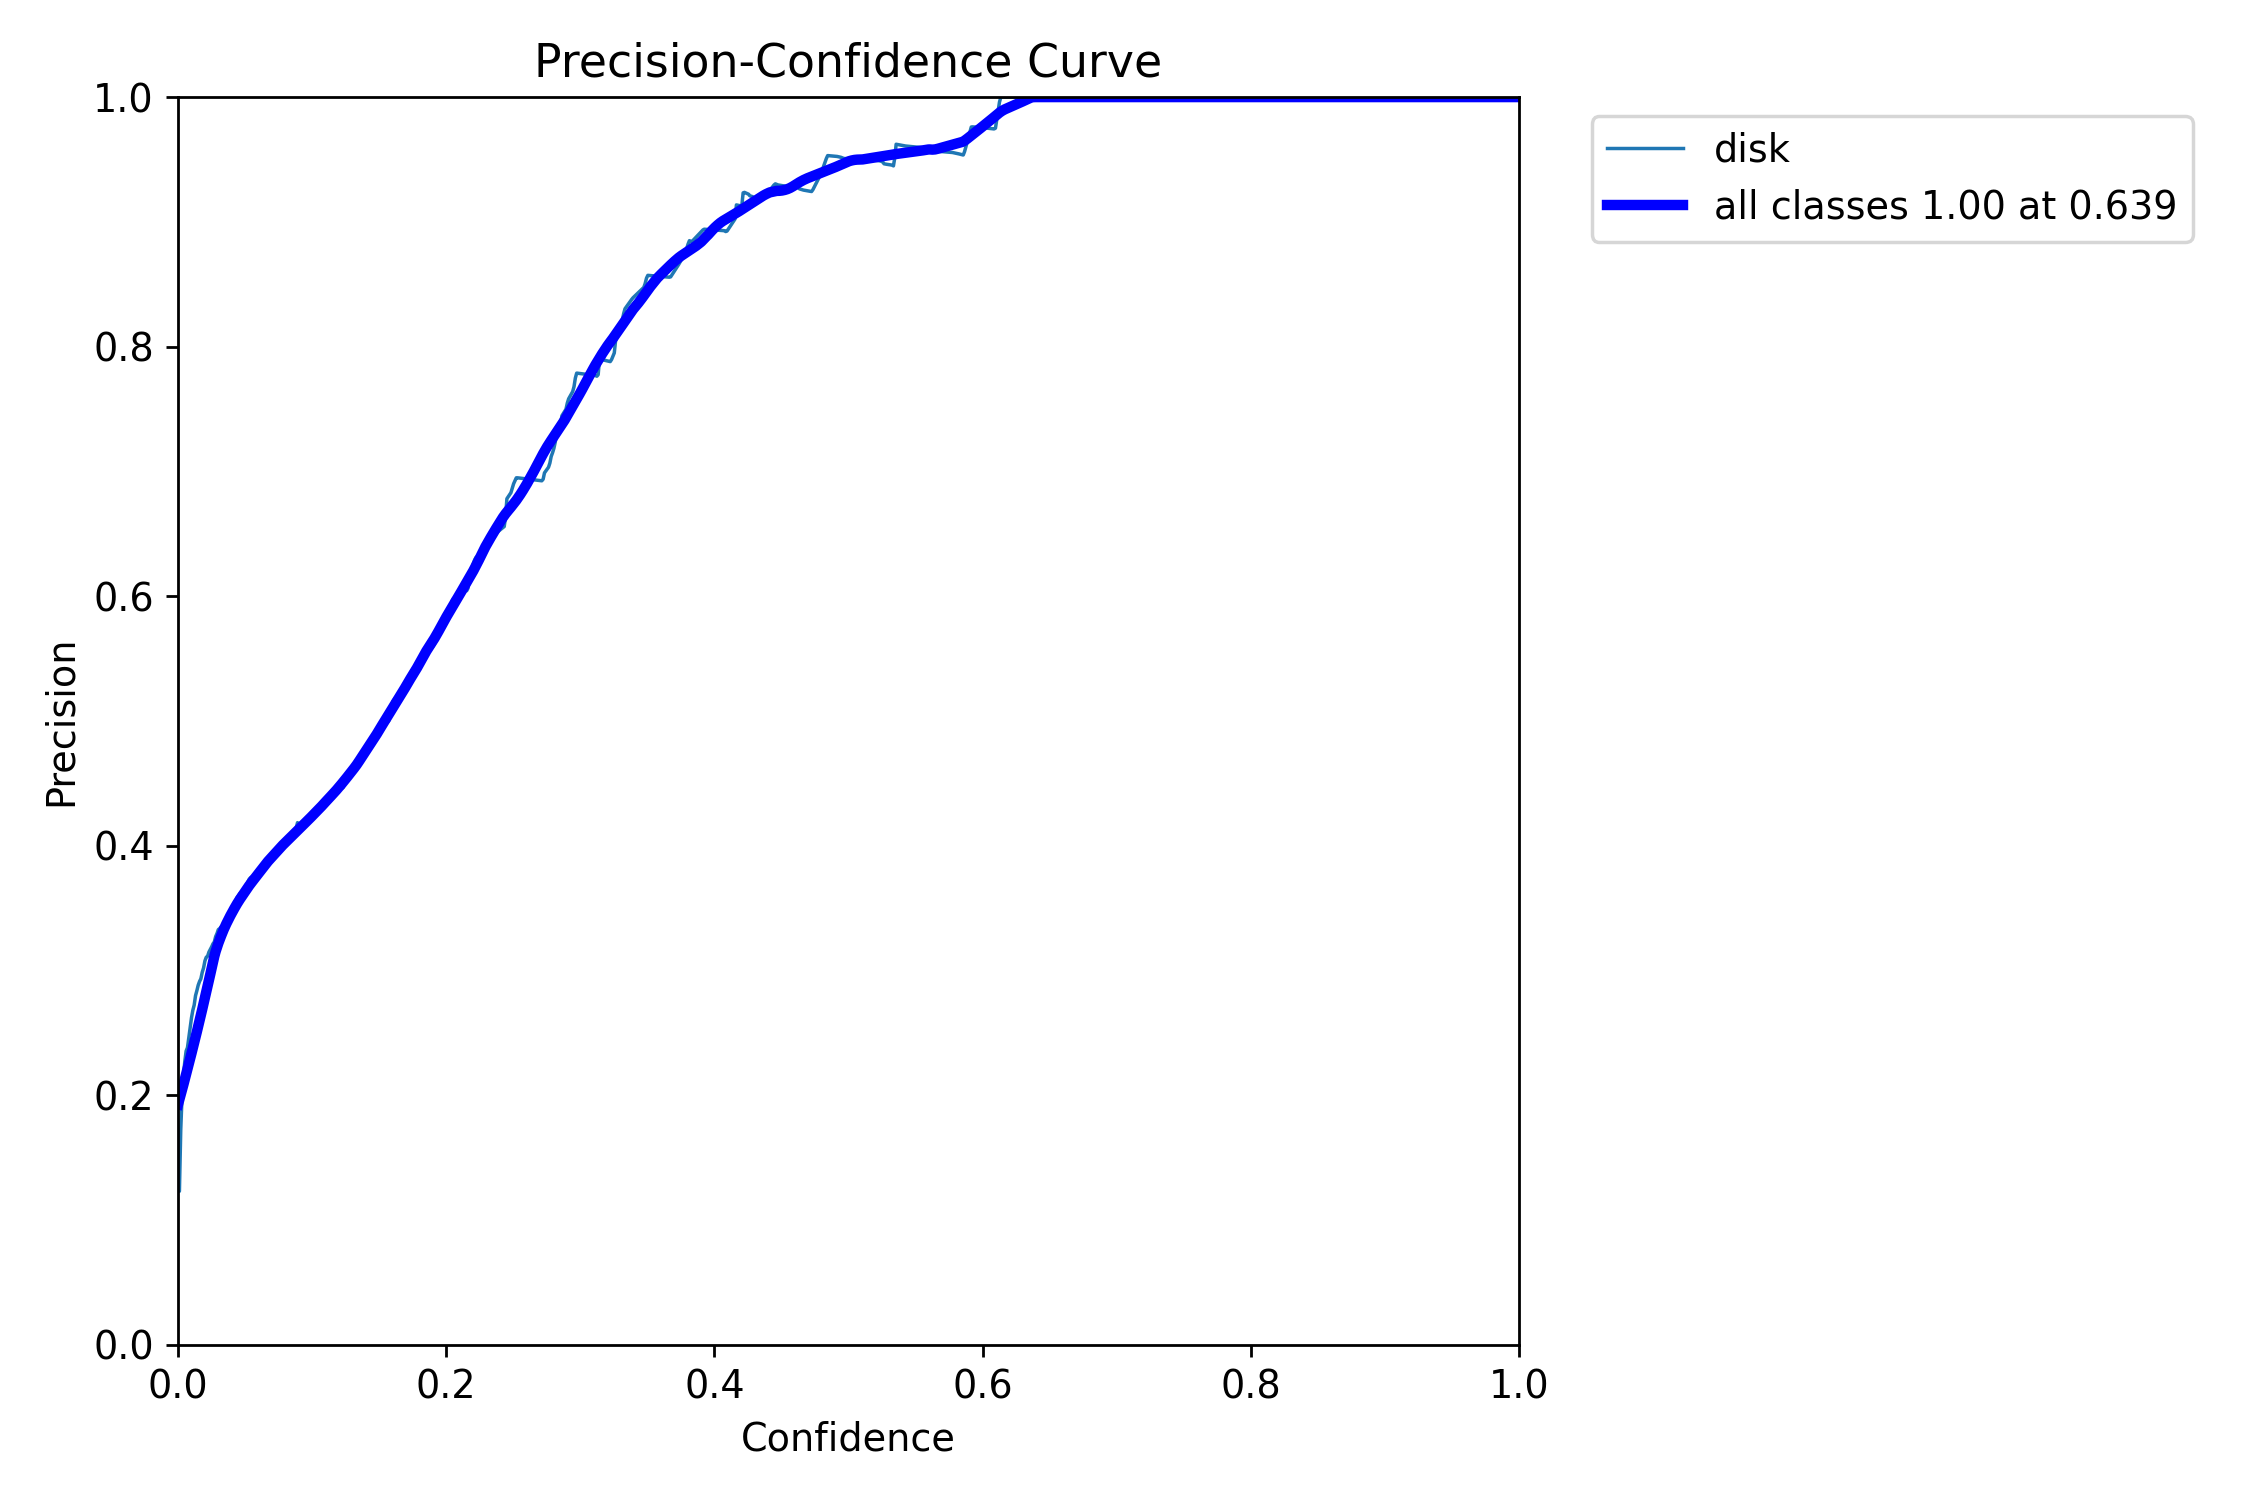 Precision-Confidence Curve
1.0
0.8
0.6
0.4
0.2
0.0
Precision
0.0 0.2 0.4 0.6 0.8 1.0
Confidence
disk
all classes 1.00 at 0.639